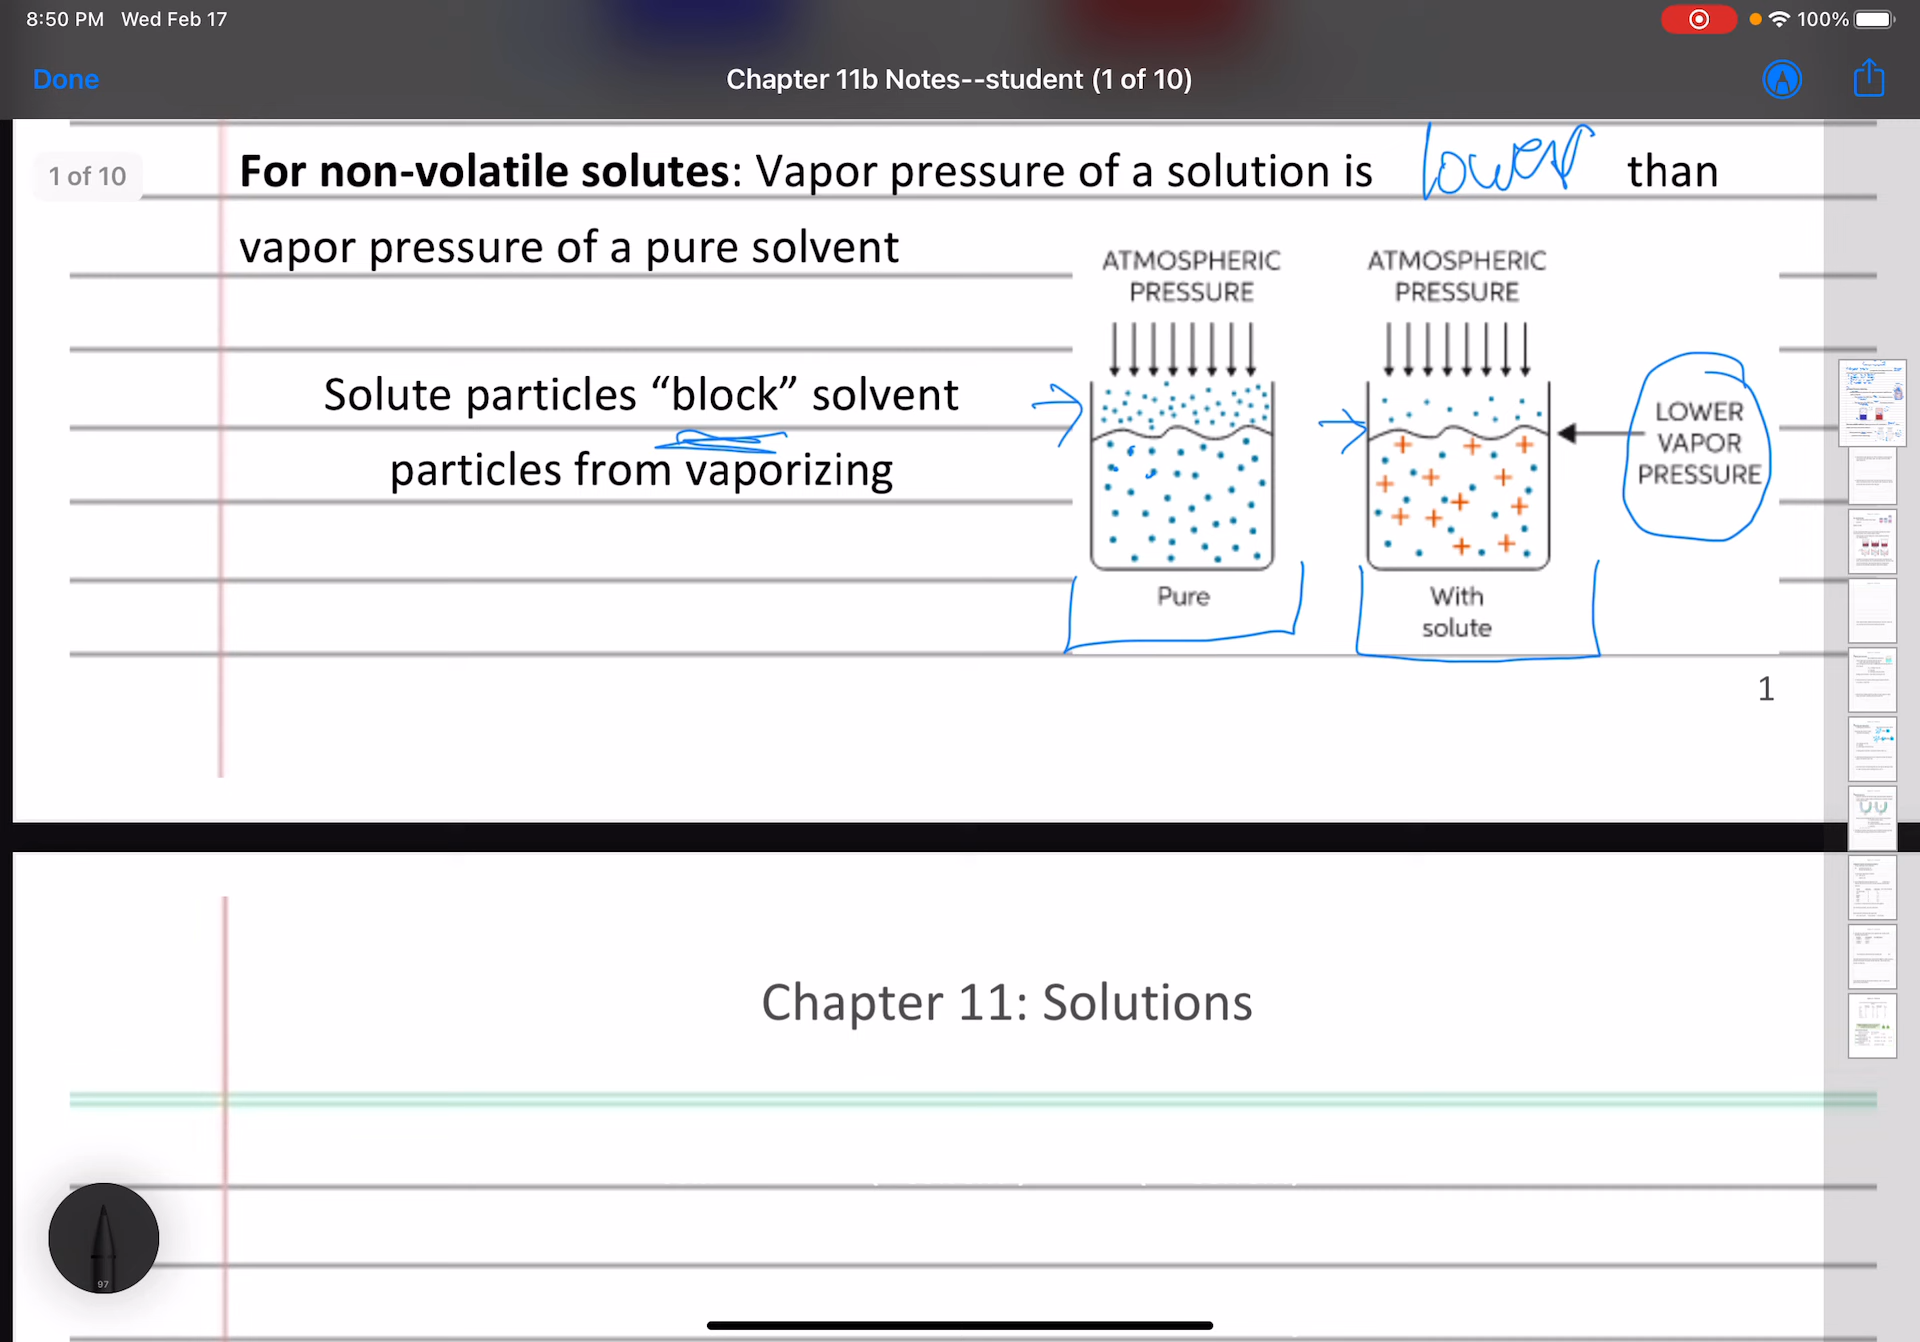 8:50 PM Wed Feb 17
100%
Done
Chapter 11b Notes--student (1 of 10)
1 of 10
For non-volatile solutes: Vapor pressure of a solution is lower than
vapor pressure of a pure solvent
ATMOSPHERIC
PRESSURE
ATMOSPHERIC
PRESSURE
Solute particles “block” solvent
particles from vaporizing
LOWER
VAPOR
PRESSURE
Pure
With
solute
1
Chapter 11: Solutions
97